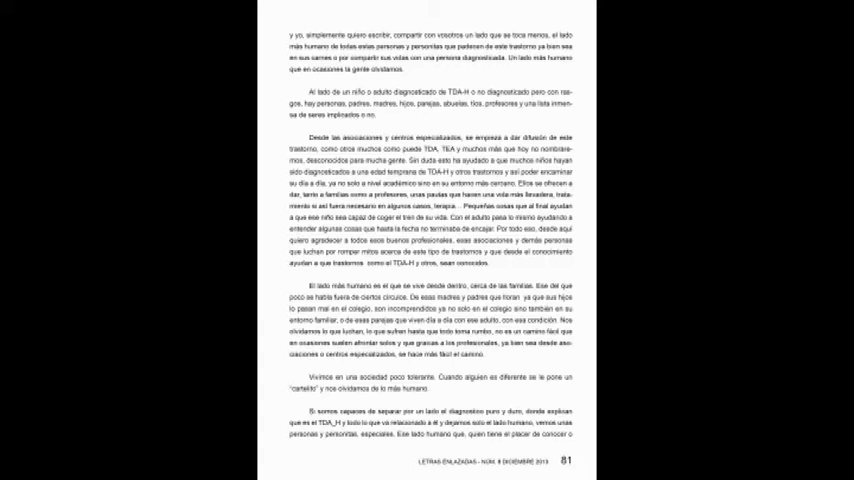 y yo, simplemente quiero escribir, compartir con vosotros un lado que se toca menos, el lado
más humano de todas estas personas y personitas que padecen de este trastorno ya bien sea
en sus carnes o por compartir sus vidas con una persona diagnosticada. Un lado más humano
que en ocasiones la gente olvidamos.
Al lado de un niño o adulto diagnosticado de TDA-H o no diagnosticado pero con ras-
gos, hay personas, padres, madres, hijos, parejas, abuelas, tíos, profesores y una lista inmen-
sa de seres implicados o no.
Desde las asociaciones y centros especializados, se empieza a dar difusión de este
trastorno, como otros muchos como puede TDA, TEA y muchos más que hoy no nombrare-
mos, desconocidos para mucha gente. Sin duda esto ha ayudado a que muchos niños hayan
sido diagnosticados a una edad temprana de TDA-H y otros trastornos y así poder encaminar
su día a día, ya no solo a nivel académico sino en su entorno más cercano. Ellos se ofrecen a
dar, tanto a familias como a profesores, unas pautas que hacen una vida más llevadera, trata-
miento si así fuera necesario en algunos casos, terapia… Pequeñas cosas que al final ayudan
a que ese niño sea capaz de coger el tren de su vida. Con el adulto pasa lo mismo ayudando a
entender algunas cosas que hasta la fecha no terminaba de encajar. Por todo eso, desde aquí
quiero agradecer a todos esos buenos profesionales, esas asociaciones y demás personas
que luchan por romper mitos acerca de este tipo de trastornos y que desde el conocimiento
ayudan a que trastornos como el TDA-H y otros, sean conocidos.
El lado más humano es el que se vive desde dentro, cerca de las familias. Ese del que
poco se habla fuera de ciertos círculos. De esas madres y padres que lloran ya que sus hijos
lo pasan mal en el colegio, son incomprendidos ya no solo en el colegio sino también en su
entorno familiar, o de esas parejas que viven día a día con ese adulto, con esa condición. Nos
olvidamos lo que luchan, lo que sufren hasta que todo toma rumbo, no es un camino fácil que
en ocasiones suelen afrontar solos y que gracias a los profesionales, ya bien sea desde aso-
ciaciones o centros especializados, se hace más fácil el camino.
Vivimos en una sociedad poco tolerante. Cuando alguien es diferente se le pone un
"cartelito" y nos olvidamos de lo más humano.
Si somos capaces de separar por un lado el diagnostico puro y duro, donde explican
que es el TDA_H y todo lo que va relacionado a él y dejamos solo el lado humano, vemos unas
personas y personitas, especiales. Ese lado humano que, quien tiene el placer de conocer o
LETRAS ENLAZADAS - NÚM. 9 DICIEMBRE 2013 81